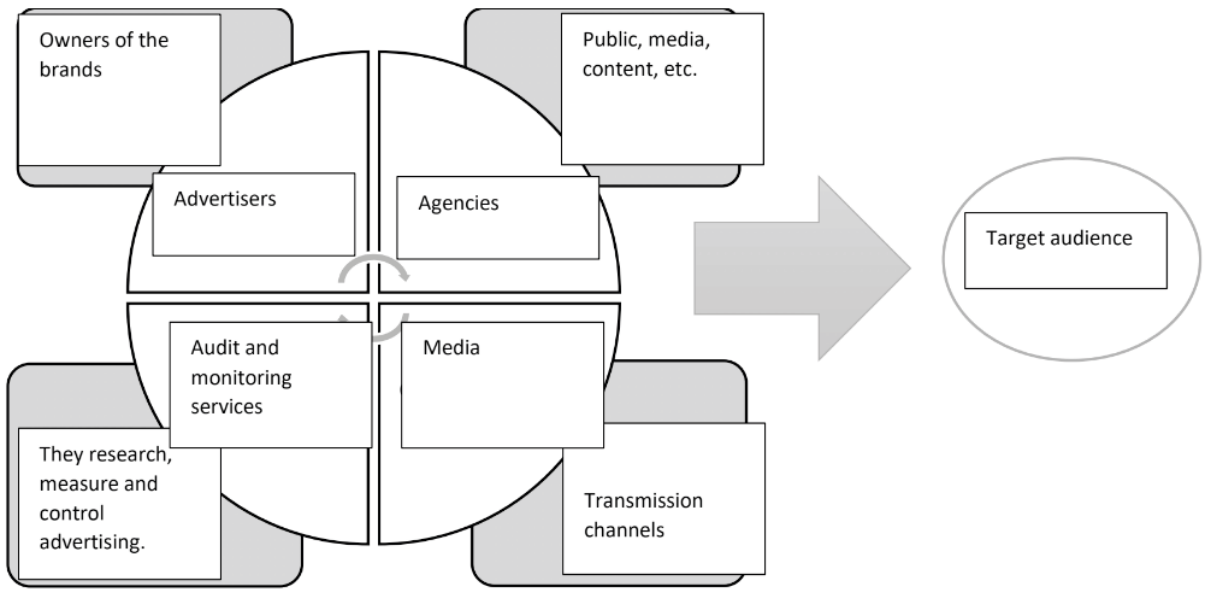 Owners of the
brands
Public, media,
content, etc.
Advertisers
Agencies
Target audience
Audit and
monitoring
services
Media
They research,
measure and
control
advertising.
Transmission
channels